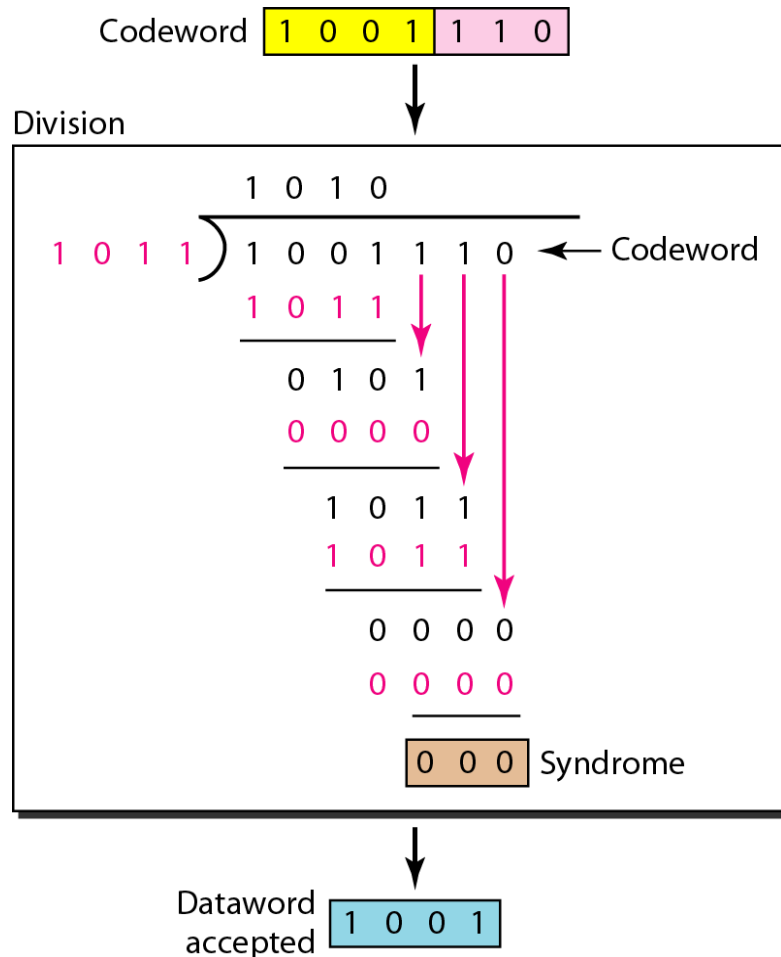 Codeword 1 0 0 1 1 1 0
Division
1 0 1 0
1 0 1 1 1 0 0 1 1 1 0 Codeword
1 0 1 1
0 1 0 1
0 0 0 0
1 0 1 1
1 0 1 1
0 0 0 0
0 0 0 0
0 0 0 Syndrome
Dataword
accepted 1 0 0 1